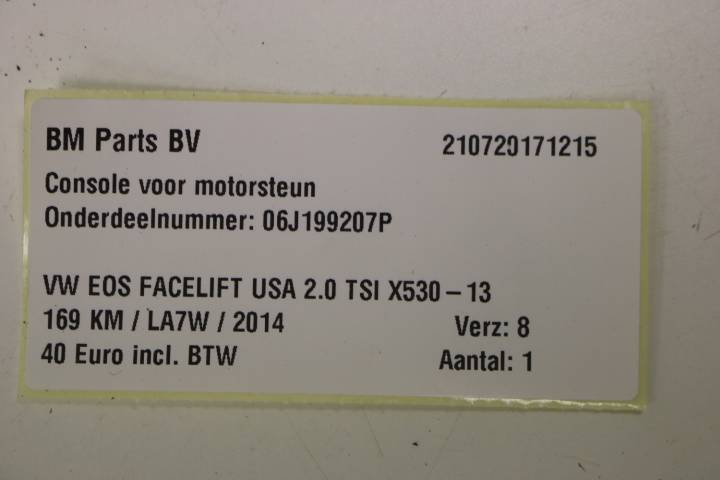 BM Parts BV 210720171215
Console voor motorsteun
Onderdeelnummer: 06J199207P
VW EOS FACELIFT USA 2.0 TSI X530-13
169 KM / LA7W / 2014 Verz: 8
40 Euro incl. BTW Aantal: 1